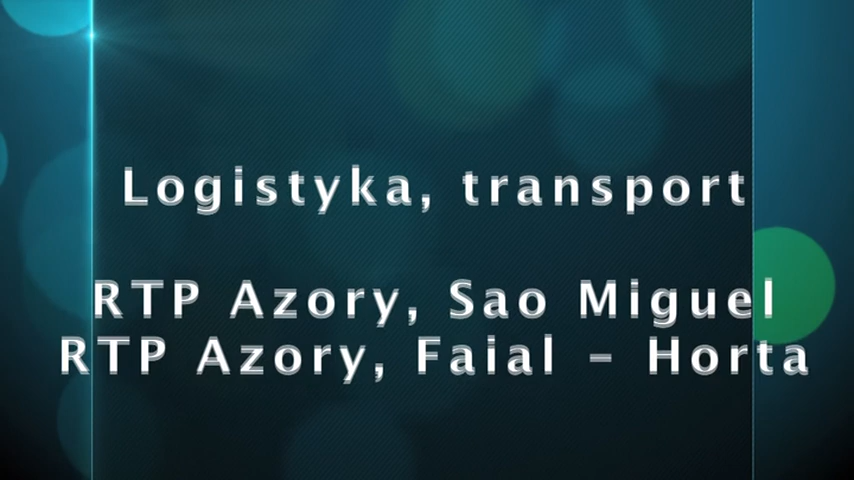 Logistyka, transport
RTP Azory, Sao Miguel
RTP Azory, Faial - Horta